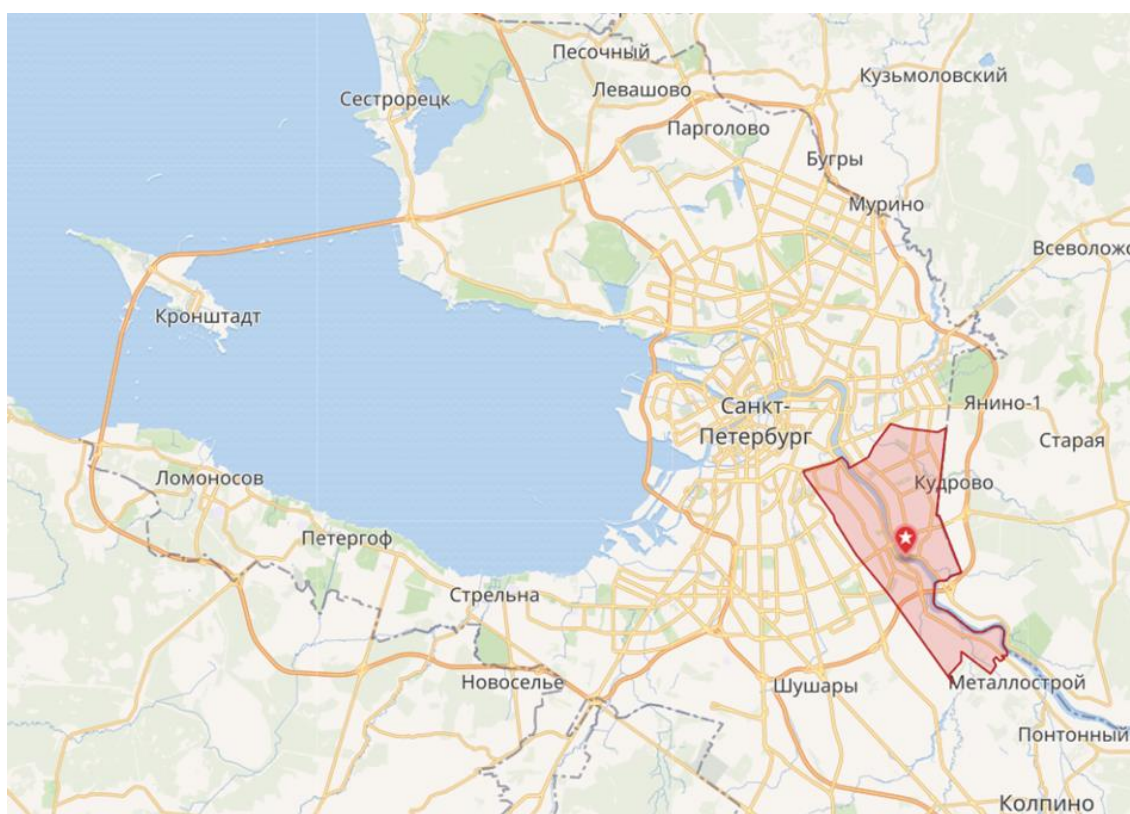 Песочный
Кузьмоловский
Левашово
Сестрорецк
Парголово
Бугры
Мурино
Всеволожс
Кронштадт
Янино-1
Санкт-
Петербург
Старая
Ломоносов
Кудрово
Петергоф
Стрельна
Новоселье
Шушары
Металлострой
Понтонный
Колпино